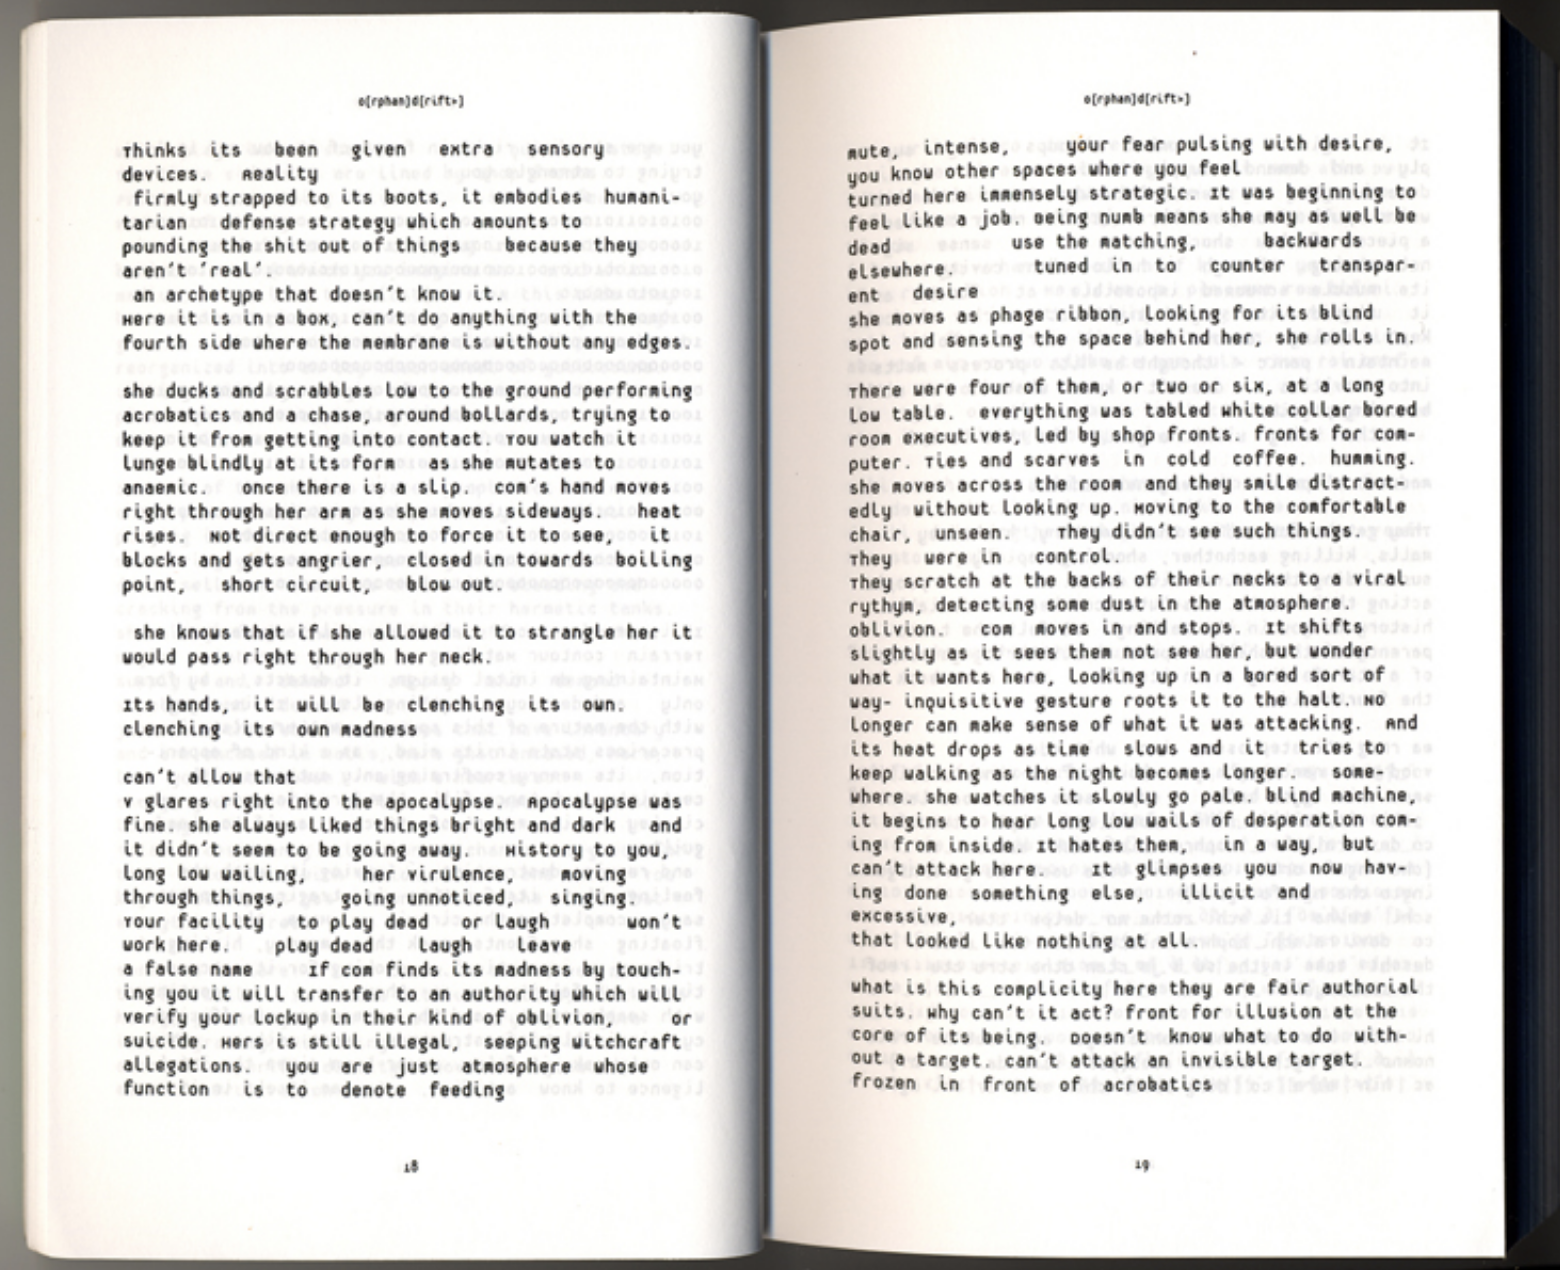 o[rphan]d[rift>]
Thinks its been given extra sensory
devices. Reality
firmly strapped to its boots, it embodies humani-
tarian defense strategy which amounts to
pounding the shit out of things because they
aren't 'real'.
an archetype that doesn't know it.
Here it is in a box, can't do anything with the
fourth side where the membrane is without any edges.
she ducks and scrabbles low to the ground performing
acrobatics and a chase, around bollards, trying to
keep it from getting into contact. You watch it
lunge blindly at its form as she mutates to
anaemic. once there is a slip. com's hand moves
right through her arm as she moves sideways. heat
rises. Not direct enough to force it to see, it
blocks and gets angrier, closed in towards boiling
point, short circuit, blow out.
she knows that if she allowed it to strangle her it
would pass right through her neck.
Its hands, it will be clenching its own.
clenching its own madness
can't allow that
v glares right into the apocalypse. Apocalypse was
fine. she always liked things bright and dark and
it didn't seem to be going away. History to you,
long low wailing, her virulence, moving
through things, going unnoticed, singing.
Your facility to play dead or laugh won't
work here. play dead laugh leave
a false name If com finds its madness by touch-
ing you it will transfer to an authority which will
verify your lockup in their kind of oblivion, or
suicide. Hers is still illegal, seeping witchcraft
allegations. you are just atmosphere whose
function is to denote feeding
18
o[rphan]d[rift>]
mute, intense, your fear pulsing with desire,
you know other spaces where you feel
turned here immensely strategic. It was beginning to
feel like a job. Being numb means she may as well be
dead use the matching, backwards
elsewhere. tuned in to counter transpar-
ent desire
she moves as phage ribbon, looking for its blind
spot and sensing the space behind her, she rolls in.
There were four of them, or two or six, at a long
low table. everything was tabled white collar bored
room executives, led by shop fronts. fronts for com-
puter. Ties and scarves in cold coffee. humming.
she moves across the room and they smile distract-
edly without looking up. Moving to the comfortable
chair, unseen. They didn't see such things.
They were in control.
They scratch at the backs of their necks to a viral
rythym, detecting some dust in the atmosphere.
oblivion. com moves in and stops. It shifts
slightly as it sees them not see her, but wonder
what it wants here, looking up in a bored sort of
way- inquisitive gesture roots it to the halt. No
longer can make sense of what it was attacking. And
its heat drops as time slows and it tries to
keep walking as the night becomes longer. some-
where. she watches it slowly go pale. blind machine,
it begins to hear long low wails of desperation com-
ing from inside. It hates them, in a way, but
can't attack here. It glimpses you now hav-
ing done something else, illicit and
excessive,
that looked like nothing at all.
what is this complicity here they are fair authorial
suits. why can't it act? front for illusion at the
core of its being. Doesn't know what to do with-
out a target. can't attack an invisible target.
frozen in front of acrobatics
19